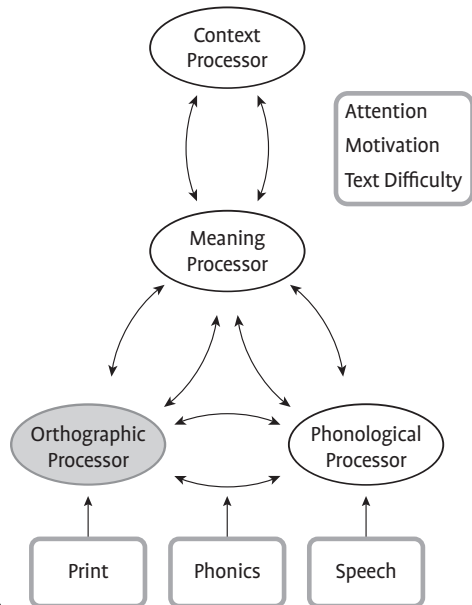 Context
Processor
Attention
Motivation
Text Difficulty
Meaning
Processor
Orthographic
Processor
Phonological
Processor
Print
Phonics
Speech